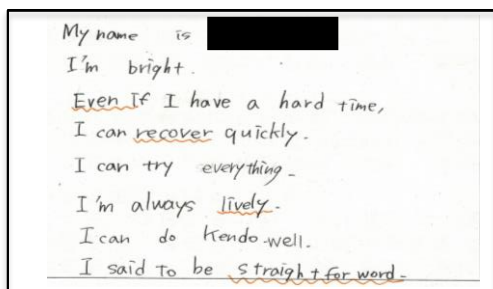 My name is
I'm bright.
Even If I have a hard time,
I can recover quickly.
I can try everything.
I'm always lively.
I can do Kendo well.
I said to be straight for word.